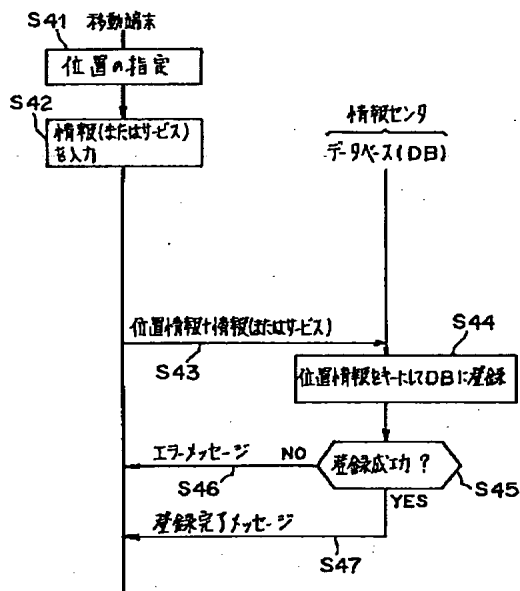 S41 移動端末
位置の指定
S42
情報(またはサービス)
を入力
情報センタ
データベース(DB)
位置情報+情報(またはサービス)
S43
S44
位置情報をキーにしてDBに登録
エラーメッセージ
NO
登録成功?
S46
S45
YES
登録完了メッセージ
S47